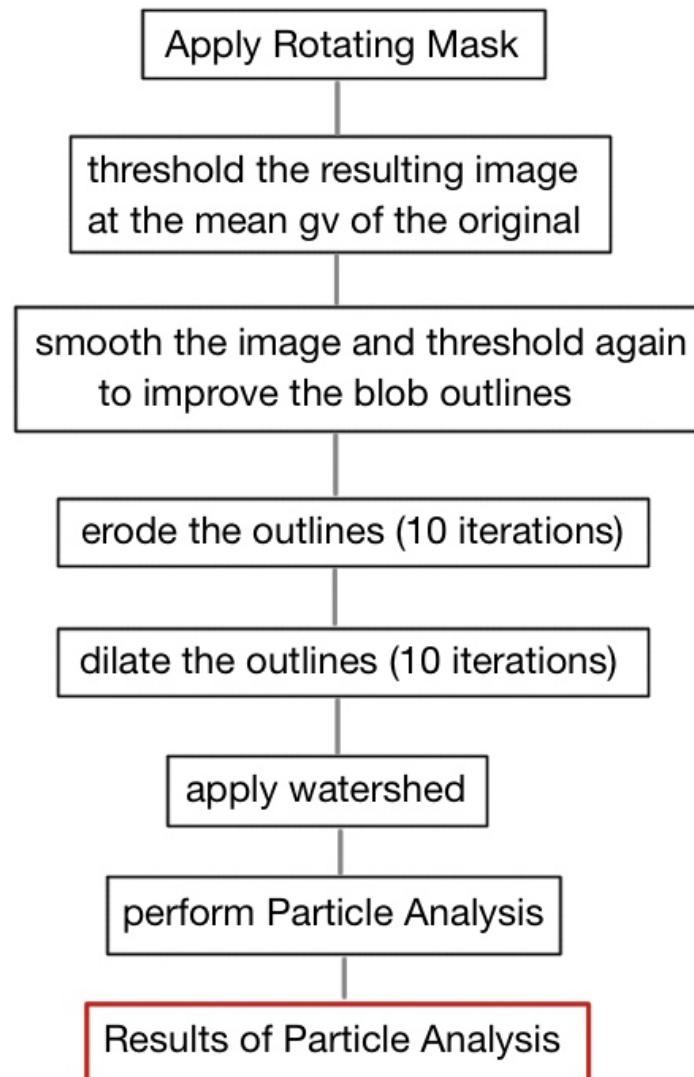 Apply Rotating Mask
threshold the resulting image
at the mean gv of the original
smooth the image and threshold again
to improve the blob outlines
erode the outlines (10 iterations)
dilate the outlines (10 iterations)
apply watershed
perform Particle Analysis
Results of Particle Analysis